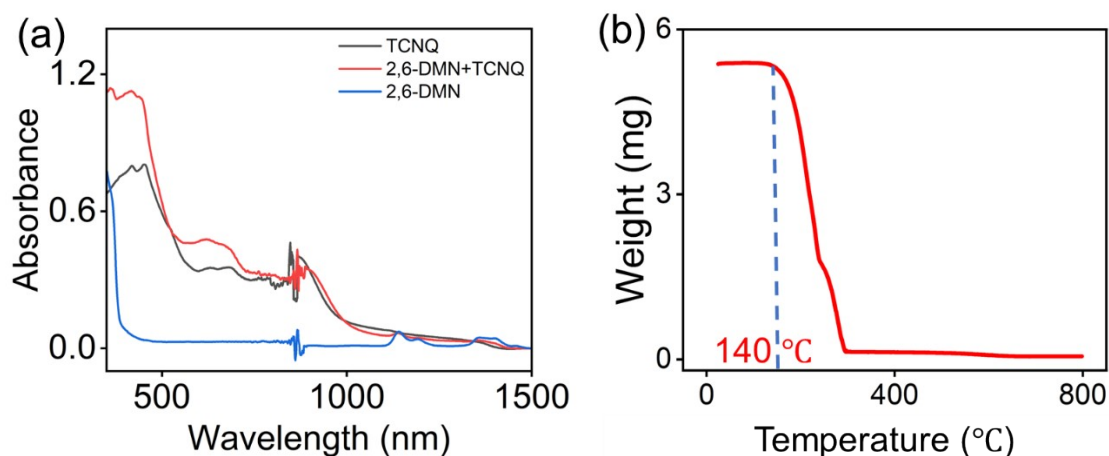 (a)
TCNQ
2,6-DMN+TCNQ
2,6-DMN
1.2
0.6
0.0
Absorbance
500
1000
1500
Wavelength (nm)
(b)
6
3
0
Weight (mg)
140 ℃
0
400
800
Temperature (℃)